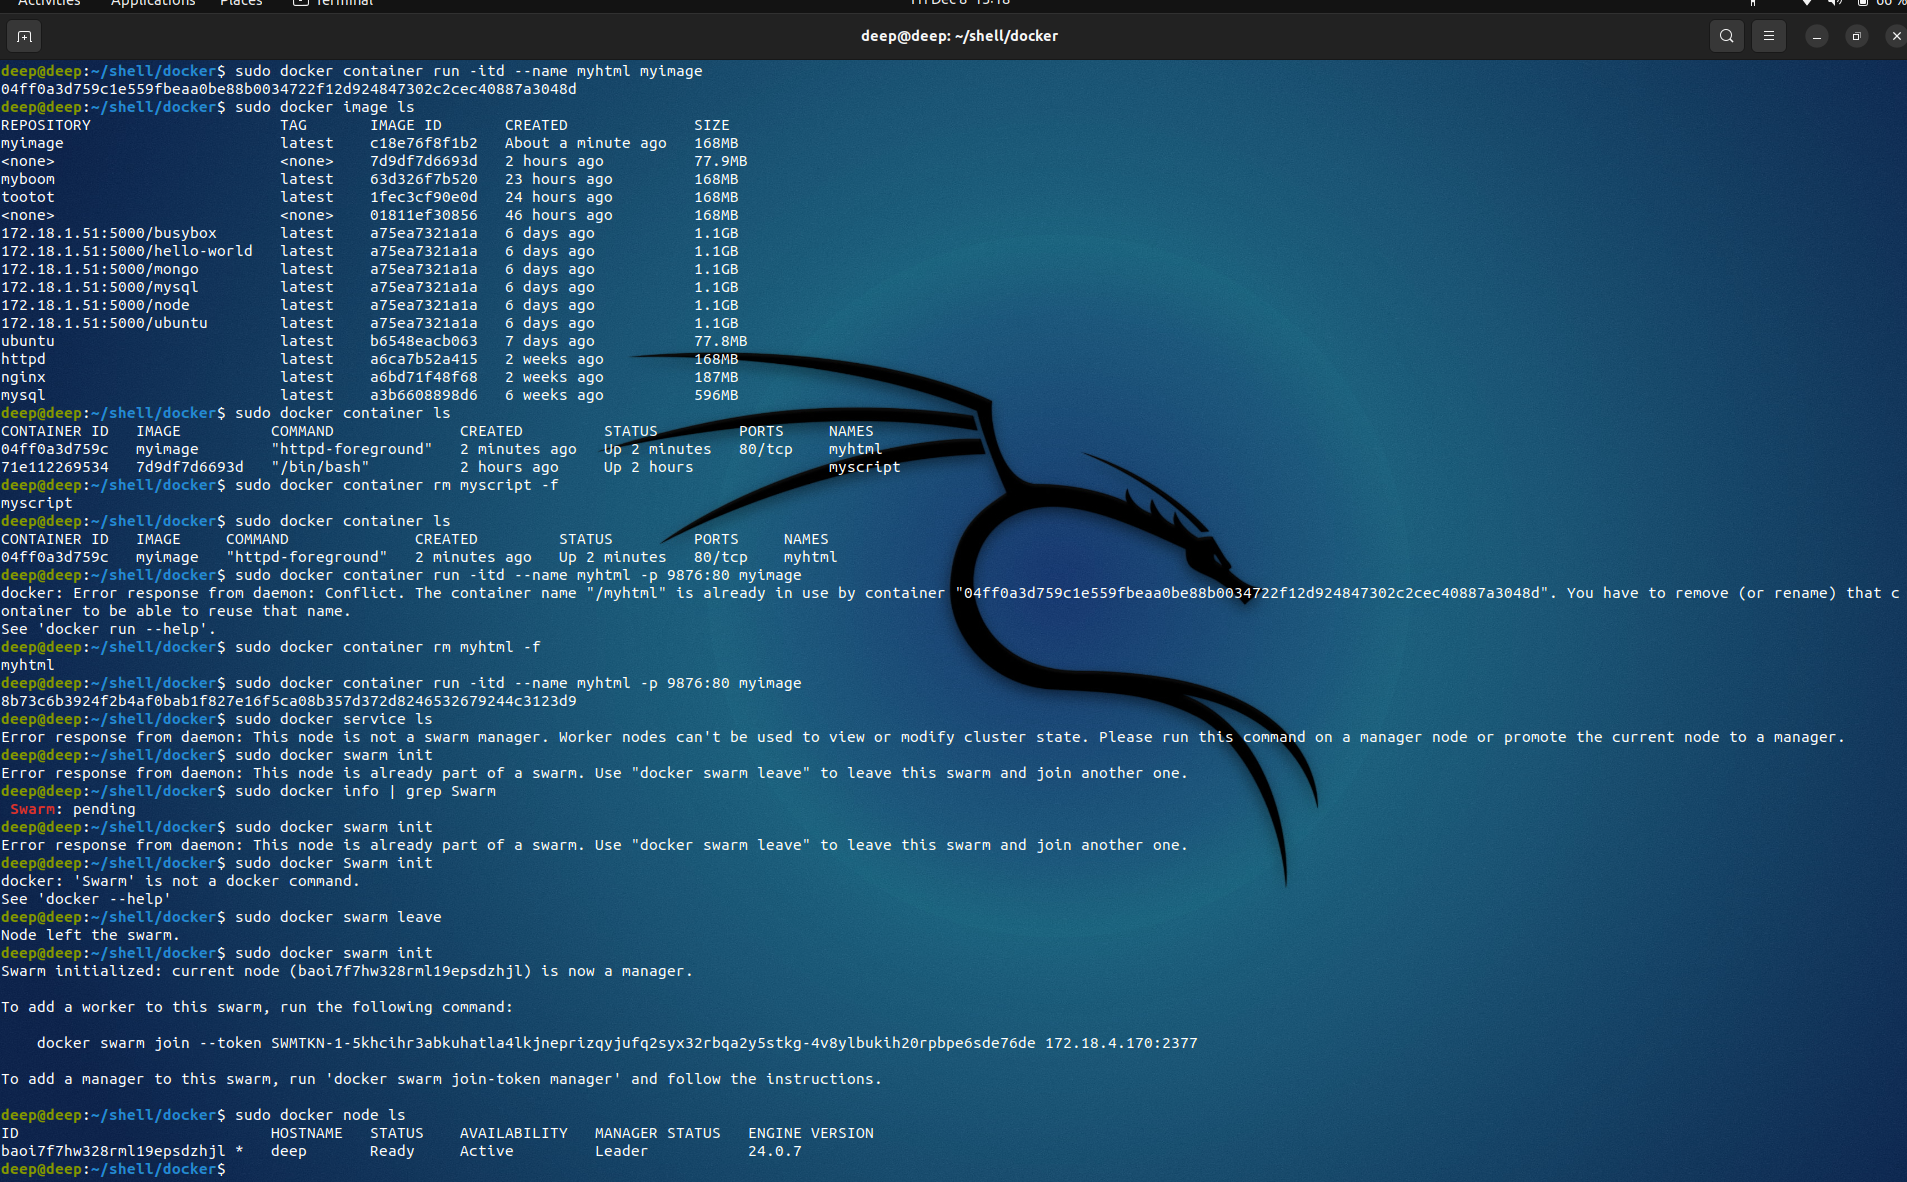 Activities Applications Places Terminal Fri Dec 8 15:18 66 %
deep@deep: ~/shell/docker
deep@deep:~/shell/docker$ sudo docker container run -itd --name myhtml myimage
04ff0a3d759c1e559fbeaa0be88b0034722f12d924847302c2cec40887a3048d
deep@deep:~/shell/docker$ sudo docker image ls
REPOSITORY TAG IMAGE ID CREATED SIZE
myimage latest c18e76f8f1b2 About a minute ago 168MB
<none> <none> 7d9df7d6693d 2 hours ago 77.9MB
myboom latest 63d326f7b520 23 hours ago 168MB
tootot latest 1fec3cf90e0d 24 hours ago 168MB
<none> <none> 01811ef30856 46 hours ago 168MB
172.18.1.51:5000/busybox latest a75ea7321a1a 6 days ago 1.1GB
172.18.1.51:5000/hello-world latest a75ea7321a1a 6 days ago 1.1GB
172.18.1.51:5000/mongo latest a75ea7321a1a 6 days ago 1.1GB
172.18.1.51:5000/mysql latest a75ea7321a1a 6 days ago 1.1GB
172.18.1.51:5000/node latest a75ea7321a1a 6 days ago 1.1GB
172.18.1.51:5000/ubuntu latest a75ea7321a1a 6 days ago 1.1GB
ubuntu latest b6548eacb063 7 days ago 77.8MB
httpd latest a6ca7b52a415 2 weeks ago 168MB
nginx latest a6bd71f48f68 2 weeks ago 187MB
mysql latest a3b6608898d6 6 weeks ago 596MB
deep@deep:~/shell/docker$ sudo docker container ls
CONTAINER ID IMAGE COMMAND CREATED STATUS PORTS NAMES
04ff0a3d759c myimage "httpd-foreground" 2 minutes ago Up 2 minutes 80/tcp myhtml
71e112269534 7d9df7d6693d "/bin/bash" 2 hours ago Up 2 hours myscript
deep@deep:~/shell/docker$ sudo docker container rm myscript -f
myscript
deep@deep:~/shell/docker$ sudo docker container ls
CONTAINER ID IMAGE COMMAND CREATED STATUS PORTS NAMES
04ff0a3d759c myimage "httpd-foreground" 2 minutes ago Up 2 minutes 80/tcp myhtml
deep@deep:~/shell/docker$ sudo docker container run -itd --name myhtml -p 9876:80 myimage
docker: Error response from daemon: Conflict. The container name "/myhtml" is already in use by container "04ff0a3d759c1e559fbeaa0be88b0034722f12d924847302c2cec40887a3048d". You have to remove (or rename) that c
ontainer to be able to reuse that name.
See 'docker run --help'.
deep@deep:~/shell/docker$ sudo docker container rm myhtml -f
myhtml
deep@deep:~/shell/docker$ sudo docker container run -itd --name myhtml -p 9876:80 myimage
8b73c6b3924f2b4af0bab1f827e16f5ca08b357d372d8246532679244c3123d9
deep@deep:~/shell/docker$ sudo docker service ls
Error response from daemon: This node is not a swarm manager. Worker nodes can't be used to view or modify cluster state. Please run this command on a manager node or promote the current node to a manager.
deep@deep:~/shell/docker$ sudo docker swarm init
Error response from daemon: This node is already part of a swarm. Use "docker swarm leave" to leave this swarm and join another one.
deep@deep:~/shell/docker$ sudo docker info | grep Swarm
Swarm: pending
deep@deep:~/shell/docker$ sudo docker swarm init
Error response from daemon: This node is already part of a swarm. Use "docker swarm leave" to leave this swarm and join another one.
deep@deep:~/shell/docker$ sudo docker Swarm init
docker: 'Swarm' is not a docker command.
See 'docker --help'
deep@deep:~/shell/docker$ sudo docker swarm leave
Node left the swarm.
deep@deep:~/shell/docker$ sudo docker swarm init
Swarm initialized: current node (baoi7f7hw328rml19epsdzhjl) is now a manager.
To add a worker to this swarm, run the following command:
docker swarm join --token SWMTKN-1-5khcihr3abkuhatla4lkjneprizqyjufq2syx32rbqa2y5stkg-4v8ylbukih20rpbpe6sde76de 172.18.4.170:2377
To add a manager to this swarm, run 'docker swarm join-token manager' and follow the instructions.
deep@deep:~/shell/docker$ sudo docker node ls
ID HOSTNAME STATUS AVAILABILITY MANAGER STATUS ENGINE VERSION
baoi7f7hw328rml19epsdzhjl * deep Ready Active Leader 24.0.7
deep@deep:~/shell/docker$